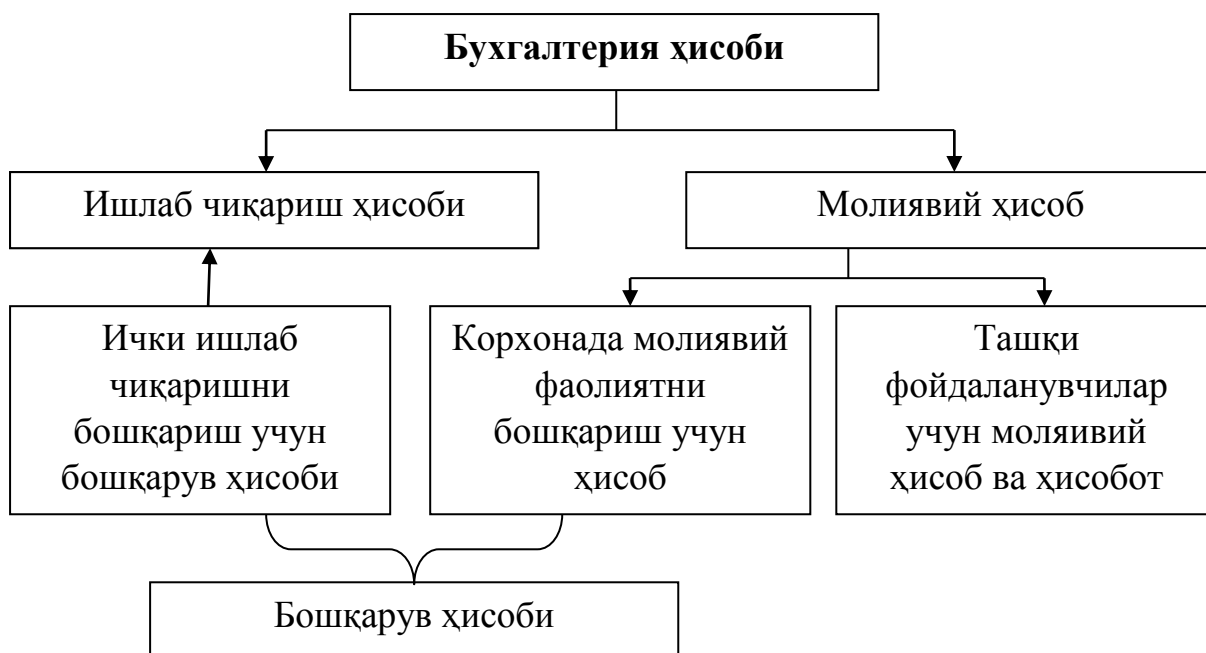 Бухгалтерия ҳисоби
Ишлаб чиқариш ҳисоби
Молиявий ҳисоб
Ички ишлаб
чиқаришни
бошқариш учун
бошқарув ҳисоби
Корхонада молиявий
фаолиятни
бошқариш учун
ҳисоб
Ташқи
фойдаланувчилар
учун моляивий
ҳисоб ва ҳисобот
Бошқарув ҳисоби